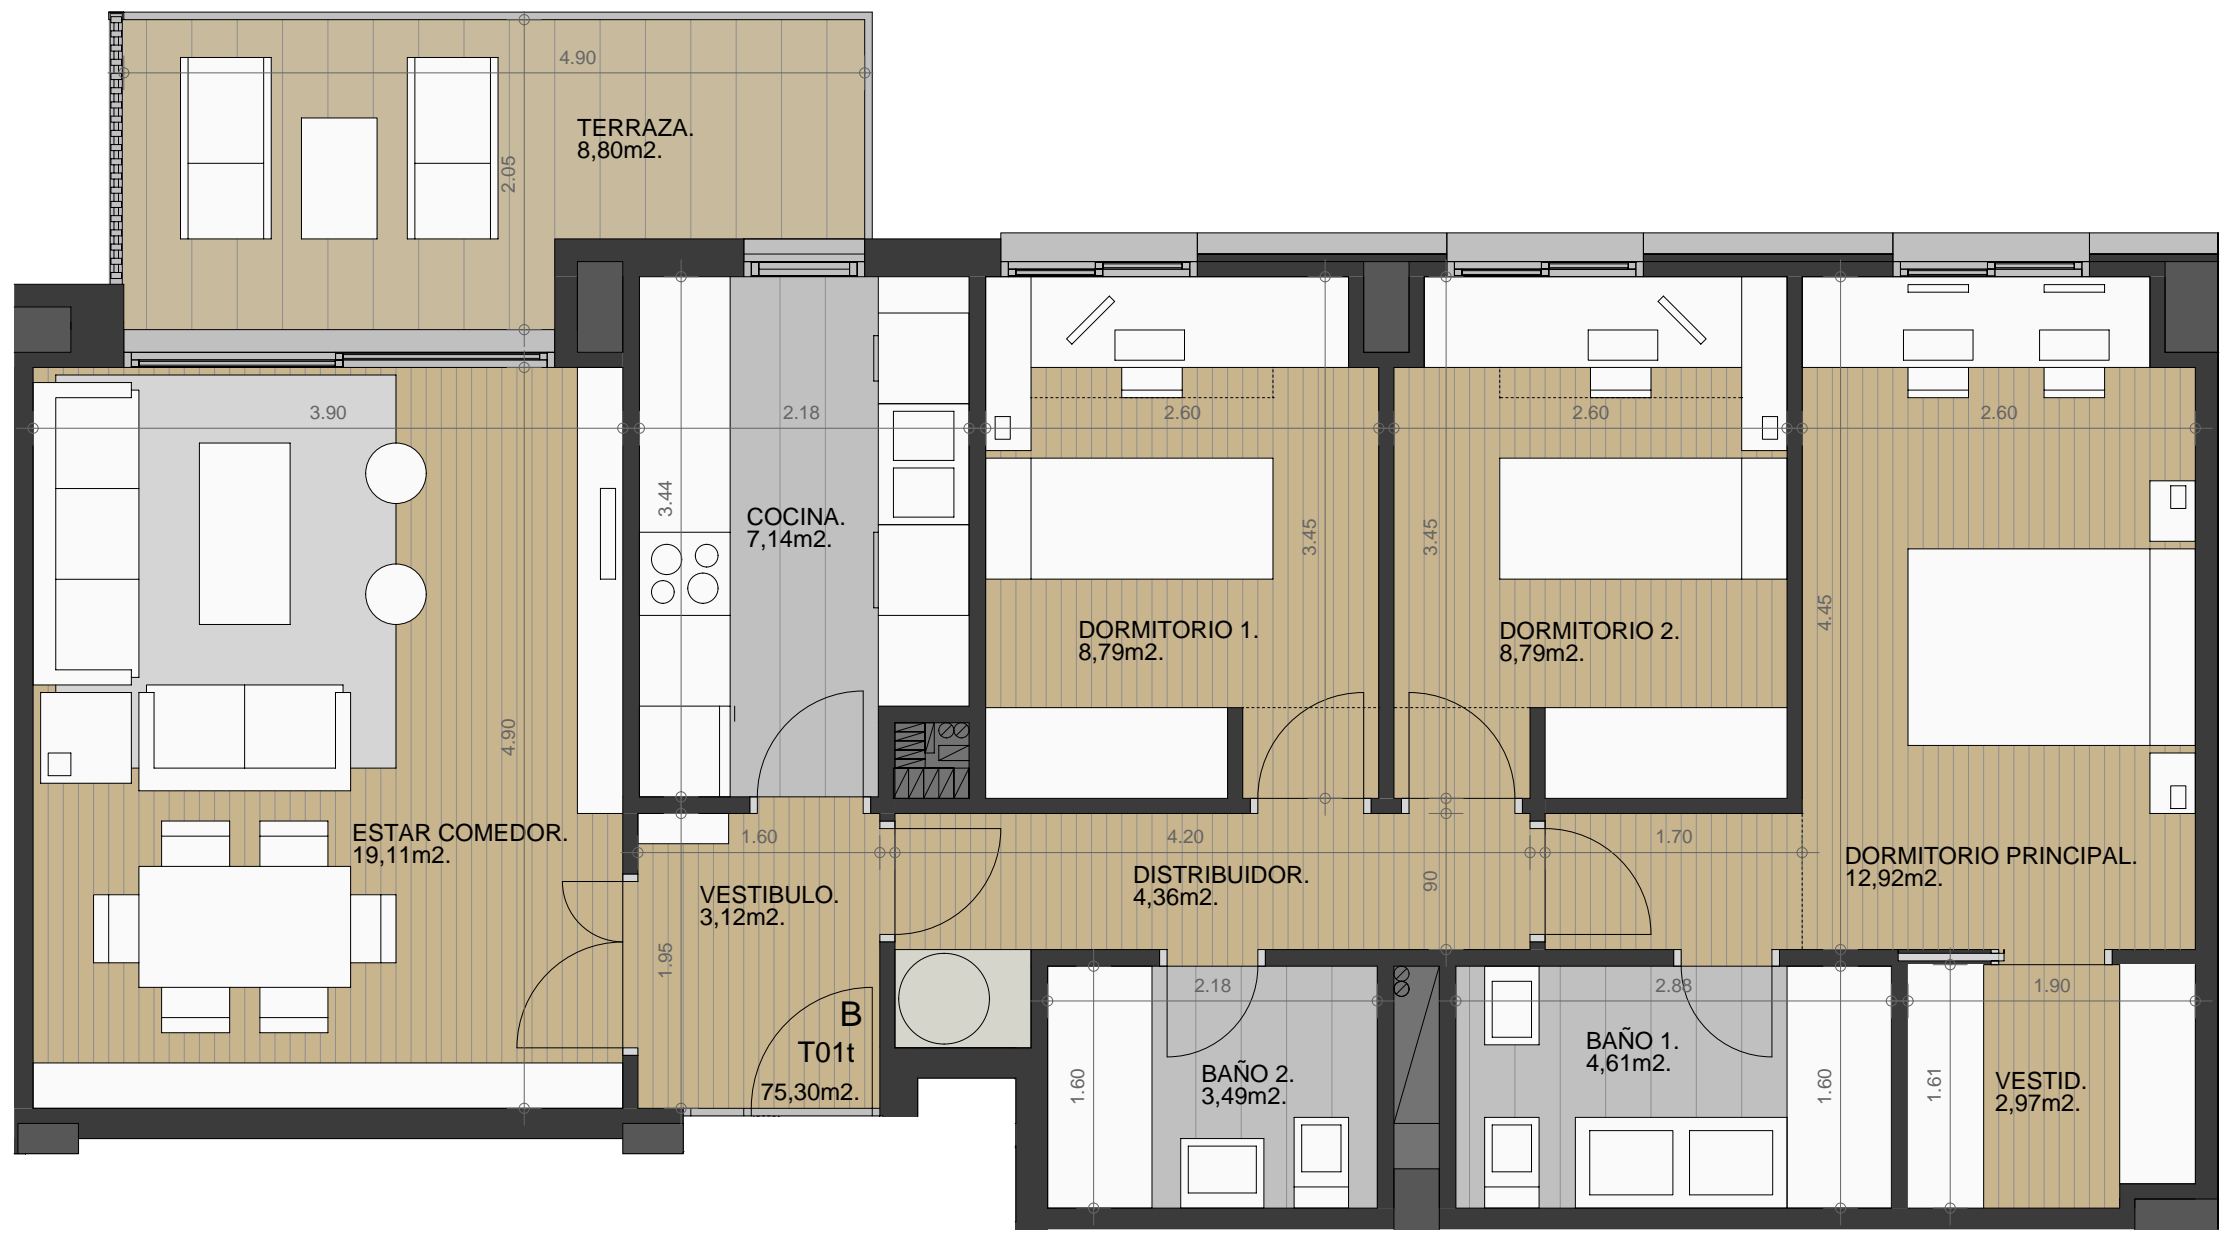 4.90
TERRAZA.
8,80m2.
2.05
3.90
2.18
2.60
2.60
2.60
3.44
COCINA.
7,14m2.
3.45
3.45
4.45
DORMITORIO 1.
8,79m2.
DORMITORIO 2.
8,79m2.
4.90
ESTAR COMEDOR.
19,11m2.
1.60
4.20
1.70
VESTIBULO.
3,12m2.
DISTRIBUIDOR.
4,36m2.
90
DORMITORIO PRINCIPAL.
12,92m2.
1.95
2.18
2.88
1.90
B
T01t
75,30m2.
1.60
BAÑO 2.
3,49m2.
BAÑO 1.
4,61m2.
1.60
1.61
VESTID.
2,97m2.